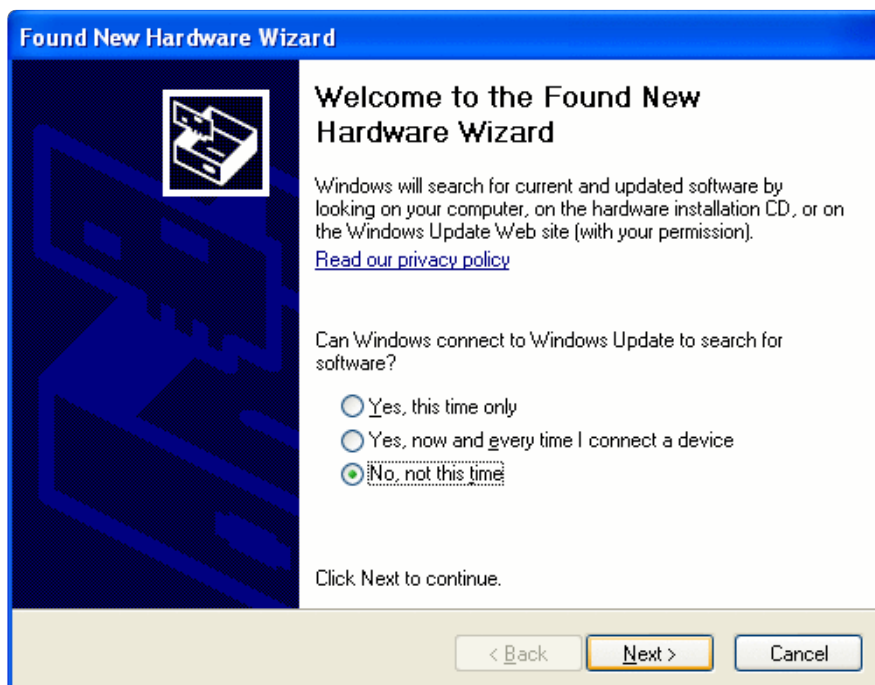 Found New Hardware Wizard
Welcome to the Found New
Hardware Wizard
Windows will search for current and updated software by
looking on your computer, on the hardware installation CD, or on
the Windows Update Web site (with your permission).
Read our privacy policy
Can Windows connect to Windows Update to search for
software?
Yes, this time only
Yes, now and every time I connect a device
No, not this time
Click Next to continue.
< Back Next > Cancel